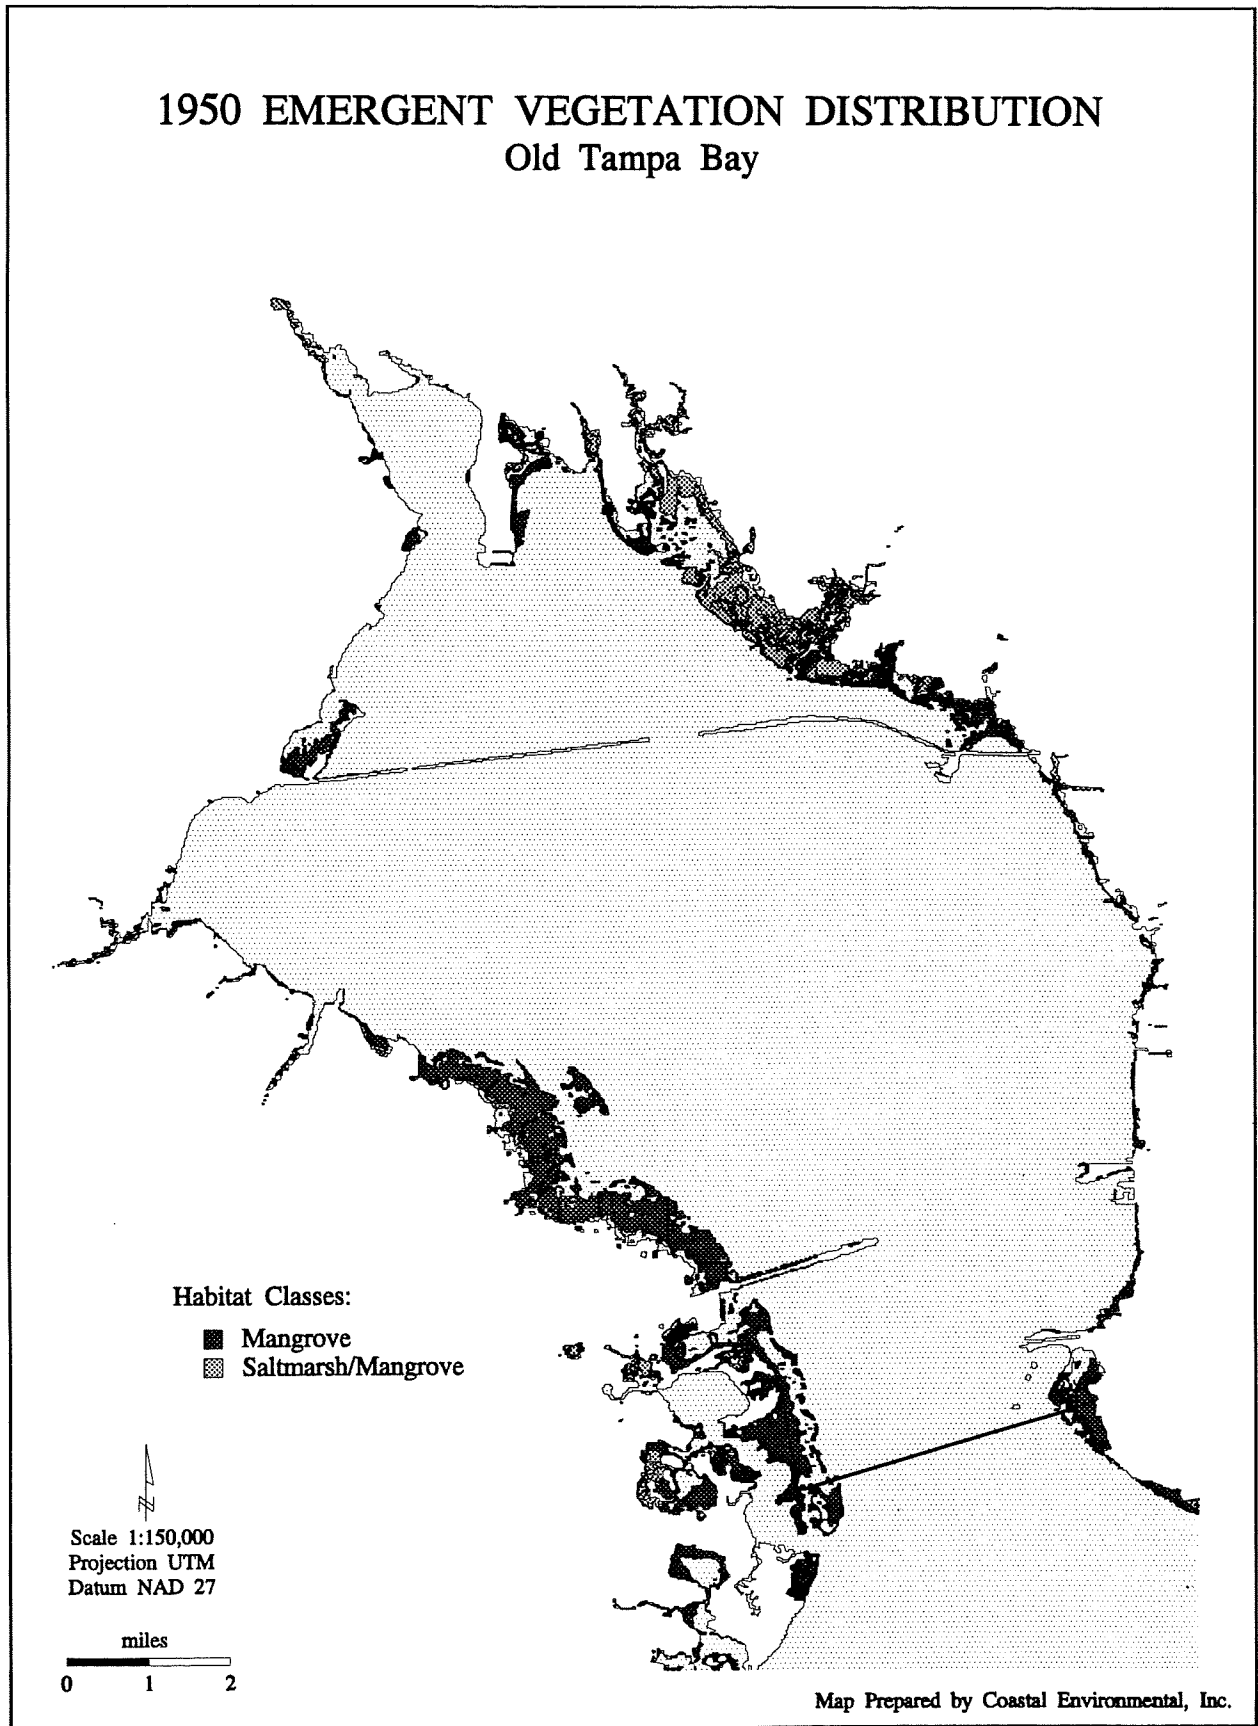 1950 EMERGENT VEGETATION DISTRIBUTION
Old Tampa Bay
Habitat Classes:
Mangrove
Saltmarsh/Mangrove
N
Scale 1:150,000
Projection UTM
Datum NAD 27
miles
0 1 2
Map Prepared by Coastal Environmental, Inc.